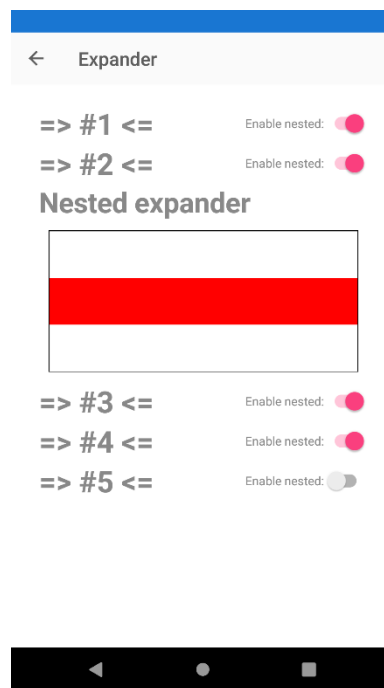 Expander
=> #1 <= Enable nested:
=> #2 <= Enable nested:
Nested expander
=> #3 <= Enable nested:
=> #4 <= Enable nested:
=> #5 <= Enable nested: